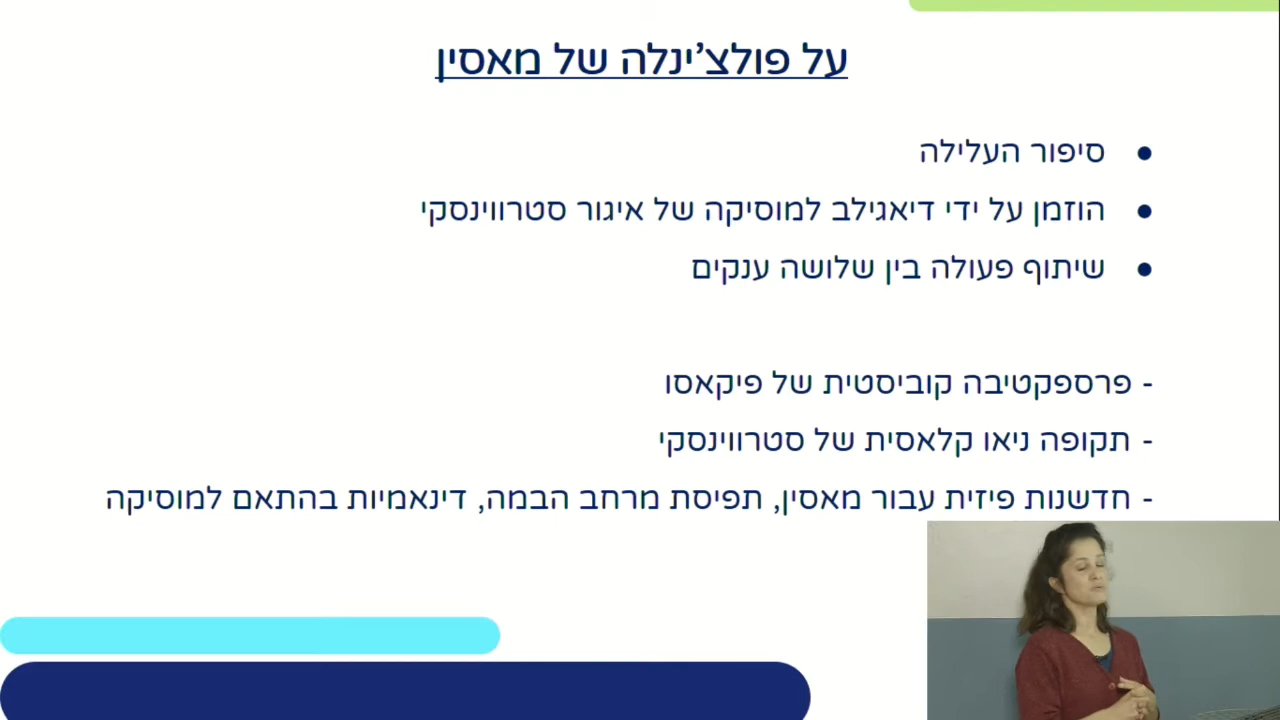 על פולצ'ינלה של מאסין
● סיפור העלילה
● הוזמן על ידי דיאגילב למוסיקה של איגור סטרווינסקי
● שיתוף פעולה בין שלושה ענקים
- פרספקטיבה קוביסטית של פיקאסו
- תקופה ניאו קלאסית של סטרווינסקי
- חדשנות פיזית עבור מאסין, תפיסת מרחב הבמה, דינאמיות בהתאם למוסיקה